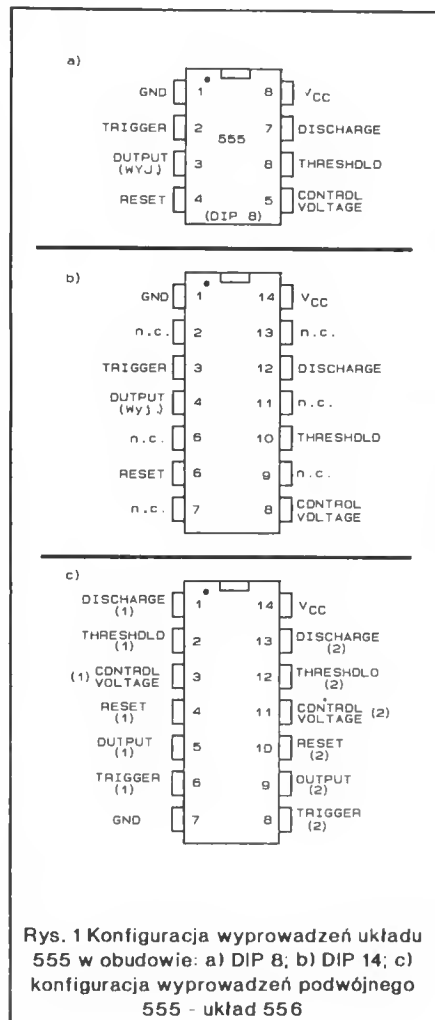 a)
GND 1 8 VCC
TRIGGER 2 555 7 DISCHARGE
OUTPUT (WYJ.) 3 8 THRESHOLD
RESET 4 5 CONTROL VOLTAGE
(DIP 8)
b)
GND 1 14 VCC
n.c. 2 13 n.c.
TRIGGER 3 12 DISCHARGE
OUTPUT (Wyj.) 4 11 n.c.
n.c. 6 10 THRESHOLD
RESET 6 9 n.c.
n.c. 7 8 CONTROL VOLTAGE
c)
DISCHARGE (1) 1 14 VCC
THRESHOLD (1) 2 13 DISCHARGE (2)
(1) CONTROL VOLTAGE 3 12 THRESHOLD (2)
RESET (1) 4 11 CONTROL VOLTAGE (2)
OUTPUT (1) 5 10 RESET (2)
TRIGGER (1) 6 9 OUTPUT (2)
GND 7 8 TRIGGER (2)
Rys. 1 Konfiguracja wyprowadzeń układu
555 w obudowie: a) DIP 8; b) DIP 14; c)
konfiguracja wyprowadzeń podwójnego
555 - układ 556